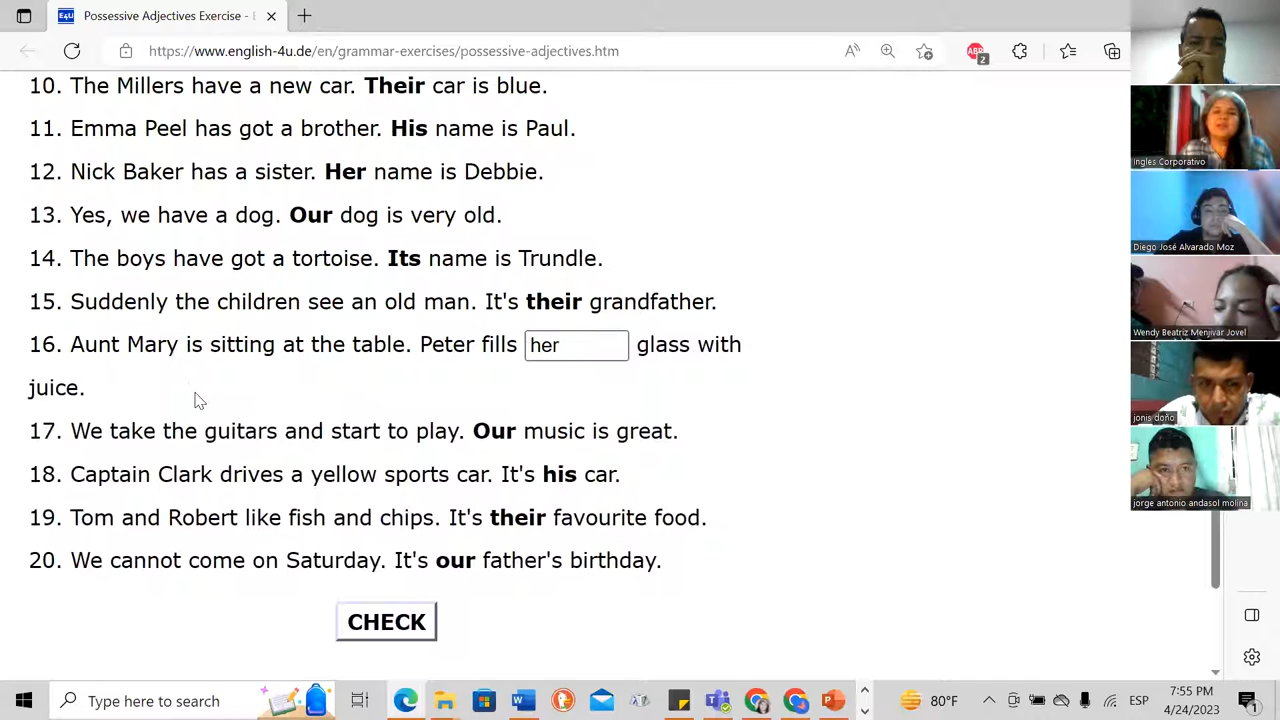 E4U Possessive Adjectives Exercise - E
https://www.english-4u.de/en/grammar-exercises/possessive-adjectives.htm
ABP 2
10. The Millers have a new car. Their car is blue.
11. Emma Peel has got a brother. His name is Paul.
12. Nick Baker has a sister. Her name is Debbie.
13. Yes, we have a dog. Our dog is very old.
14. The boys have got a tortoise. Its name is Trundle.
15. Suddenly the children see an old man. It's their grandfather.
16. Aunt Mary is sitting at the table. Peter fills her glass with
juice.
17. We take the guitars and start to play. Our music is great.
18. Captain Clark drives a yellow sports car. It's his car.
19. Tom and Robert like fish and chips. It's their favourite food.
20. We cannot come on Saturday. It's our father's birthday.
CHECK
Ingles Corporativo
Diego José Alvarado Moz
Wendy Beatriz Menjivar Jovel
jonis doño
jorge antonio andasol molina
Type here to search
80°F
ESP
7:55 PM
4/24/2023
1